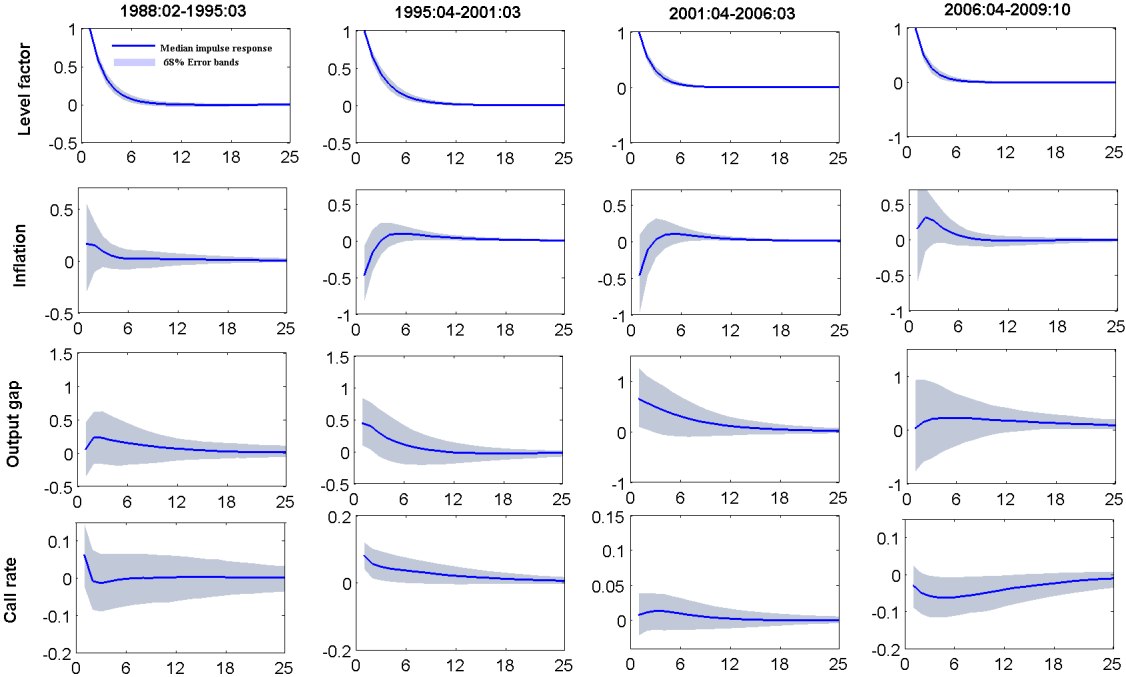 1988:02-1995:03 1995:04-2001:03 2001:04-2006:03 2006:04-2009:10
Level factor
1 0.5 0 -0.5
Median impulse response
68% Error bands
0 6 12 18 25
1 0.5 0 -0.5
0 6 12 18 25
1 0 -1
0 6 12 18 25
1 0 -1
0 6 12 18 25
Inflation
0.5 0 -0.5
0 6 12 18 25
0.5 0 -0.5 -1
0 6 12 18 25
0.5 0 -0.5 -1
0 6 12 18 25
0.5 0 -0.5 -1
0 6 12 18 25
Output gap
1.5 1 0.5 0 -0.5
0 6 12 18 25
1.5 1 0.5 0 -0.5
0 6 12 18 25
1 0 -1
0 6 12 18 25
1 0 -1
0 6 12 18 25
Call rate
0.1 0 -0.1 -0.2
0 6 12 18 25
0.2 0 -0.2
0 6 12 18 25
0.15 0.1 0.05 0
0 6 12 18 25
0.1 0 -0.1 -0.2
0 6 12 18 25